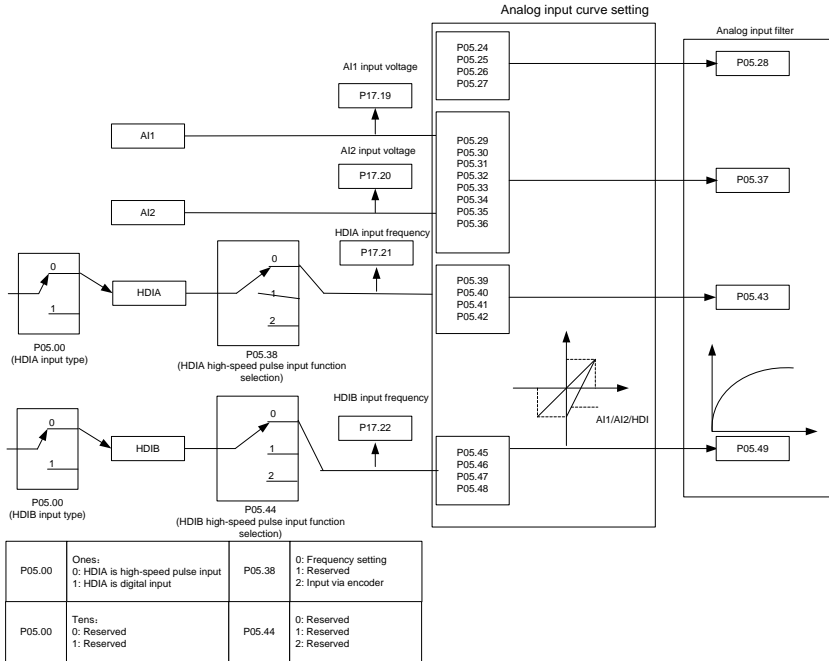 Analog input curve setting
Analog input filter
P05.24
P05.25
P05.26
P05.27
P05.28
AI1 input voltage
P17.19
AI1
AI2 input voltage
P17.20
AI2
P05.29
P05.30
P05.31
P05.32
P05.33
P05.34
P05.35
P05.36
P05.37
HDIA input frequency
P17.21
0
1
P05.00
(HDIA input type)
HDIA
0
1
2
P05.38
(HDIA high-speed pulse input function
selection)
P05.39
P05.40
P05.41
P05.42
P05.43
AI1/AI2/HDI
HDIB input frequency
P17.22
0
1
P05.00
(HDIB input type)
HDIB
0
1
2
P05.44
(HDIB high-speed pulse input function
selection)
P05.45
P05.46
P05.47
P05.48
P05.49
P05.00
Ones：
0: HDIA is high-speed pulse input
1: HDIA is digital input
P05.38
0: Frequency setting
1: Reserved
2: Input via encoder
P05.00
Tens：
0: Reserved
1: Reserved
P05.44
0: Reserved
1: Reserved
2: Reserved